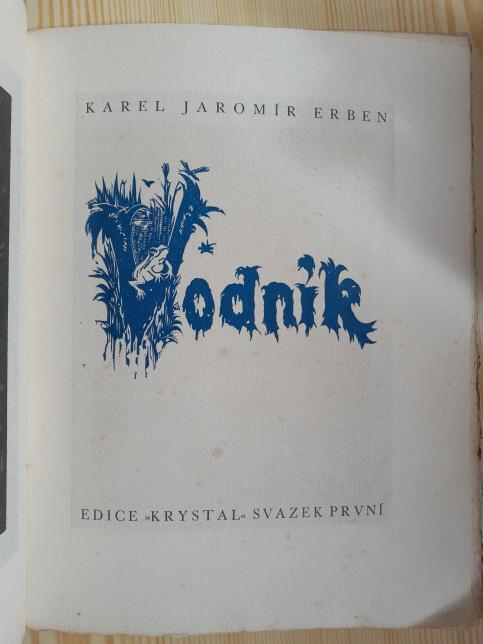 KAREL JAROMÍR ERBEN
Vodník
EDICE »KRYSTAL« SVAZEK PRVNÍ